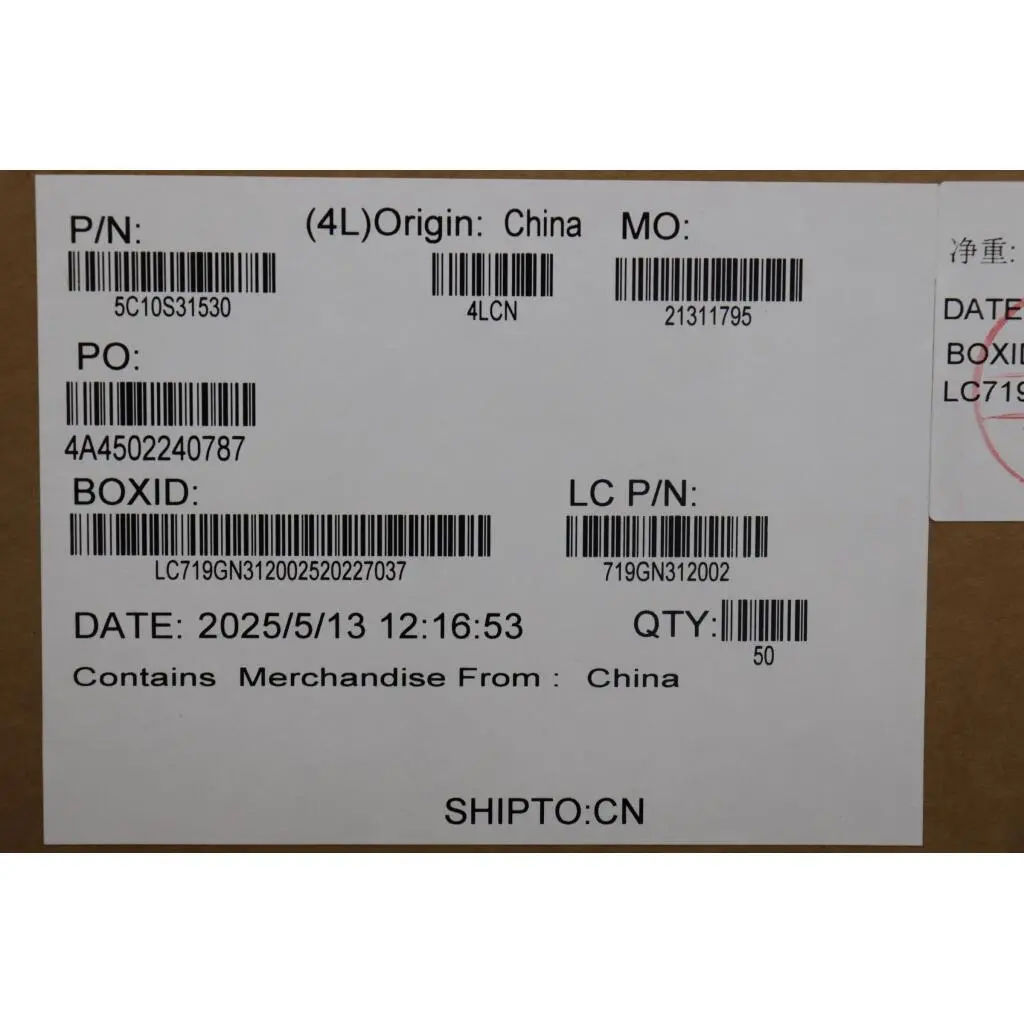 P/N: (4L)Origin: China MO:
5C10S31530 4LCN 21311795
PO:
4A4502240787
BOXID: LC P/N:
LC719GN312002520227037 719GN312002
DATE: 2025/5/13 12:16:53 QTY:
50
Contains Merchandise From : China
SHIPTO:CN
净重:
DATE
BOXID
LC719